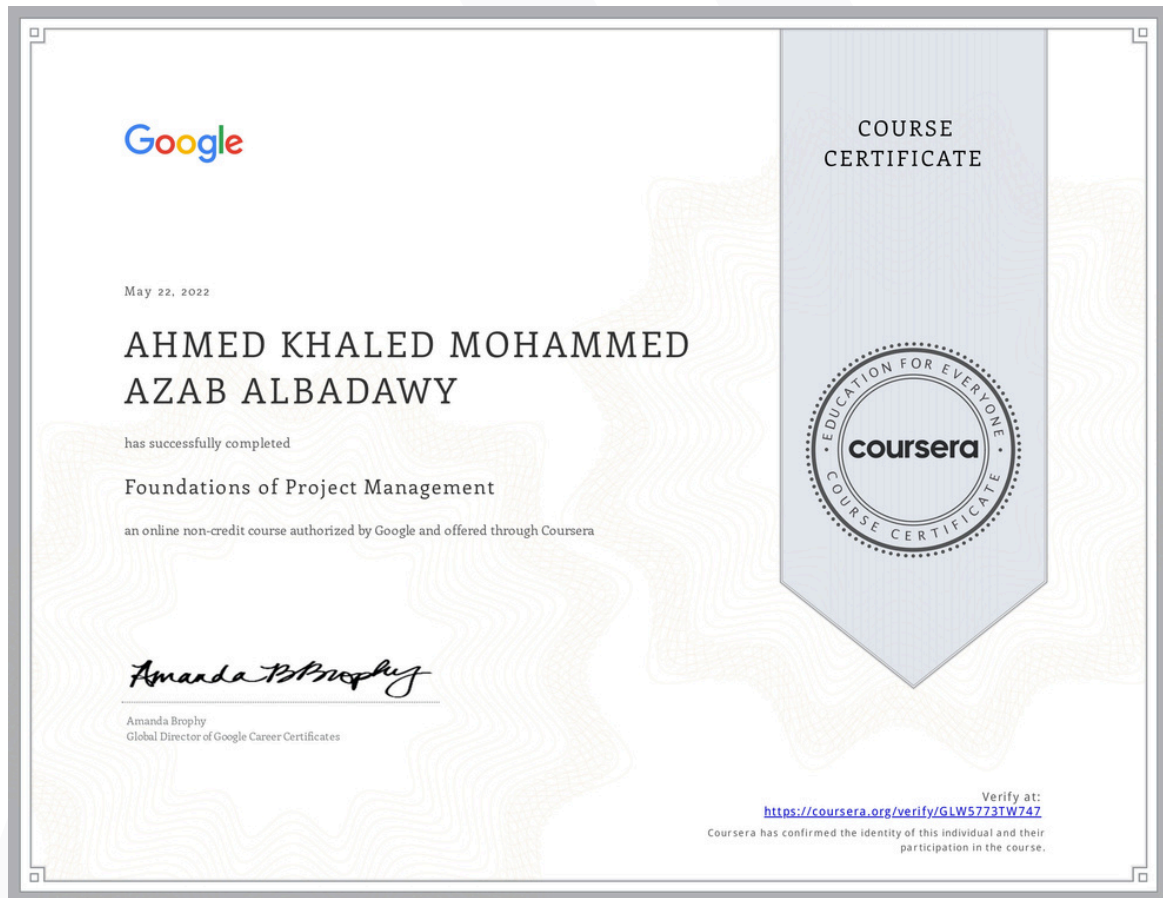 Google
COURSE
CERTIFICATE
May 22, 2022
AHMED KHALED MOHAMMED
AZAB ALBADAWY
has successfully completed
Foundations of Project Management
an online non-credit course authorized by Google and offered through Coursera
EDUCATION FOR EVERYONE
coursera
COURSE CERTIFICATE
Amanda B Brophy
Amanda Brophy
Global Director of Google Career Certificates
Verify at:
https://coursera.org/verify/GLW5773TW747
Coursera has confirmed the identity of this individual and their
participation in the course.